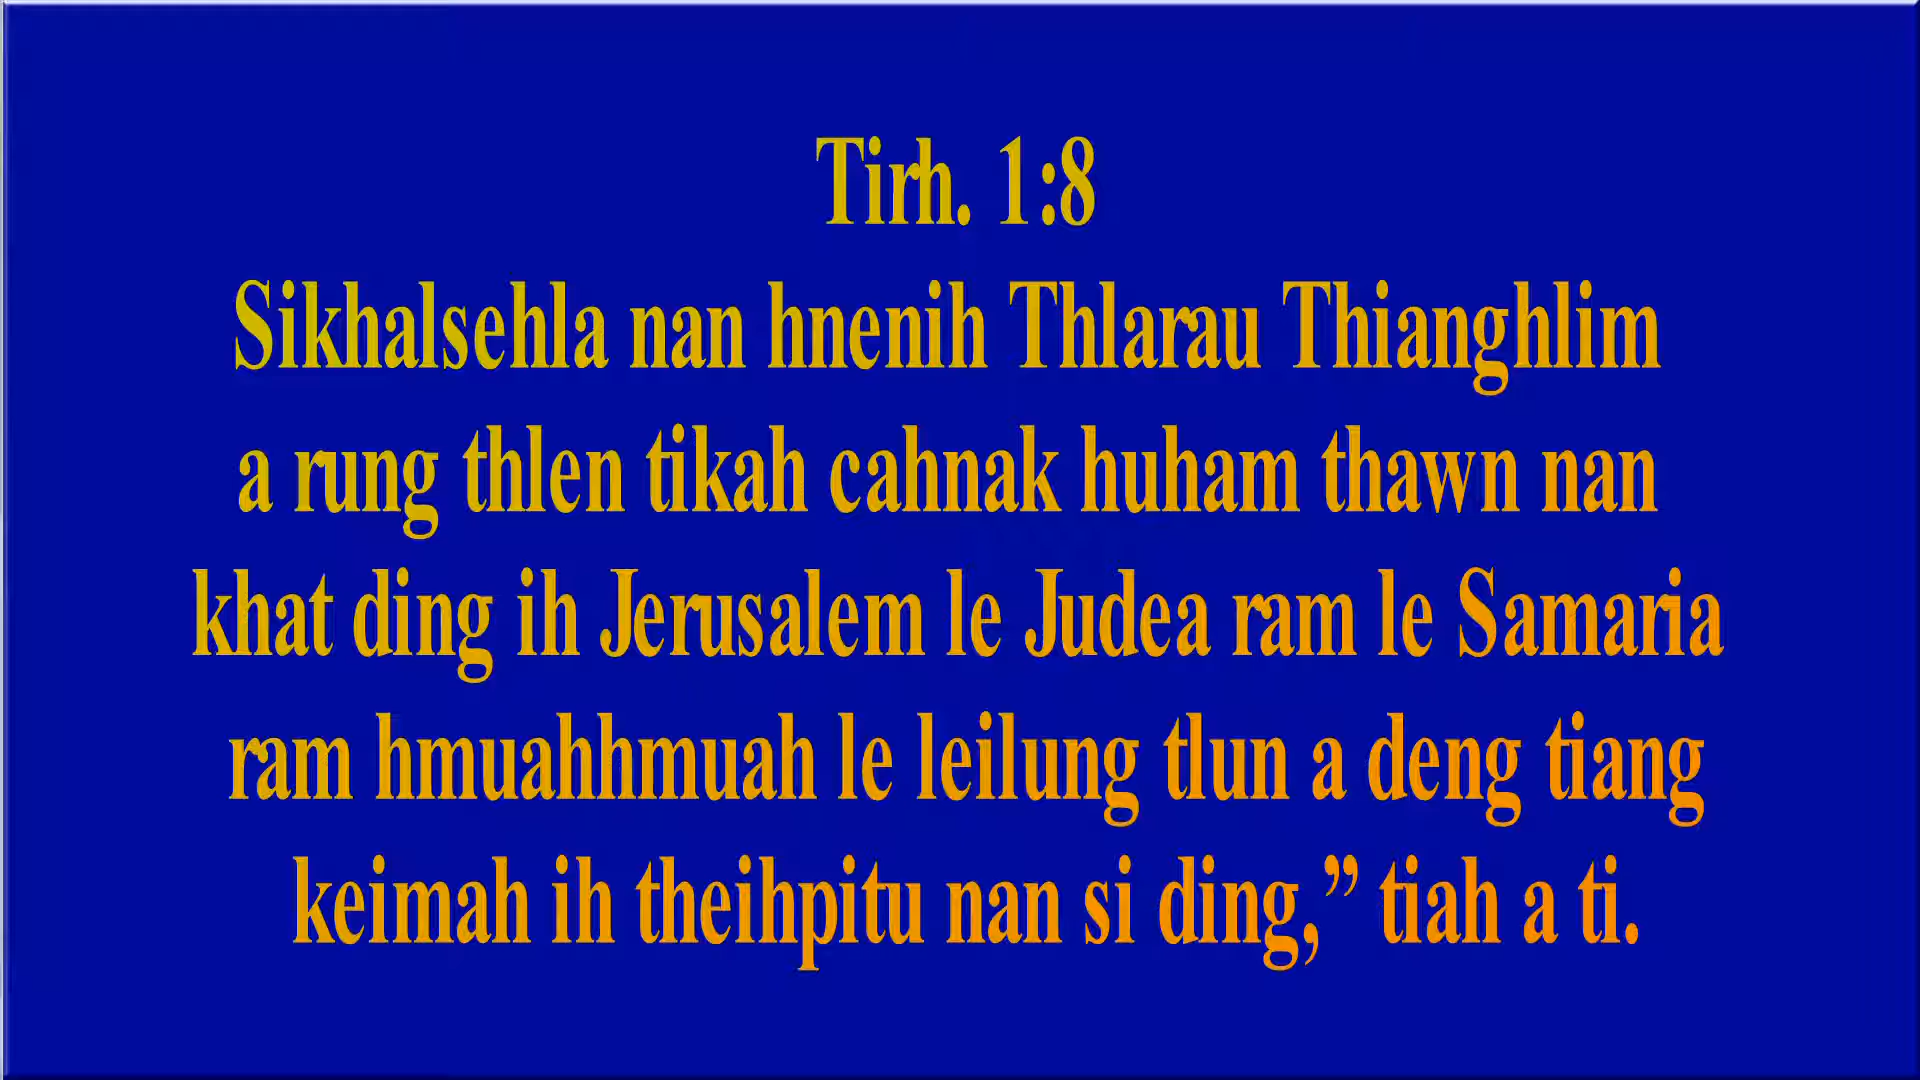 Tirh. 1:8
Sikhalsehla nan hnenih Thlarau Thianghlim
a rung thlen tikah cahnak huham thawn nan
khat ding ih Jerusalem le Judea ram le Samaria
ram hmuahhmuah le leilung tlun a deng tiang
keimah ih theihpitu nan si ding,” tiah a ti.